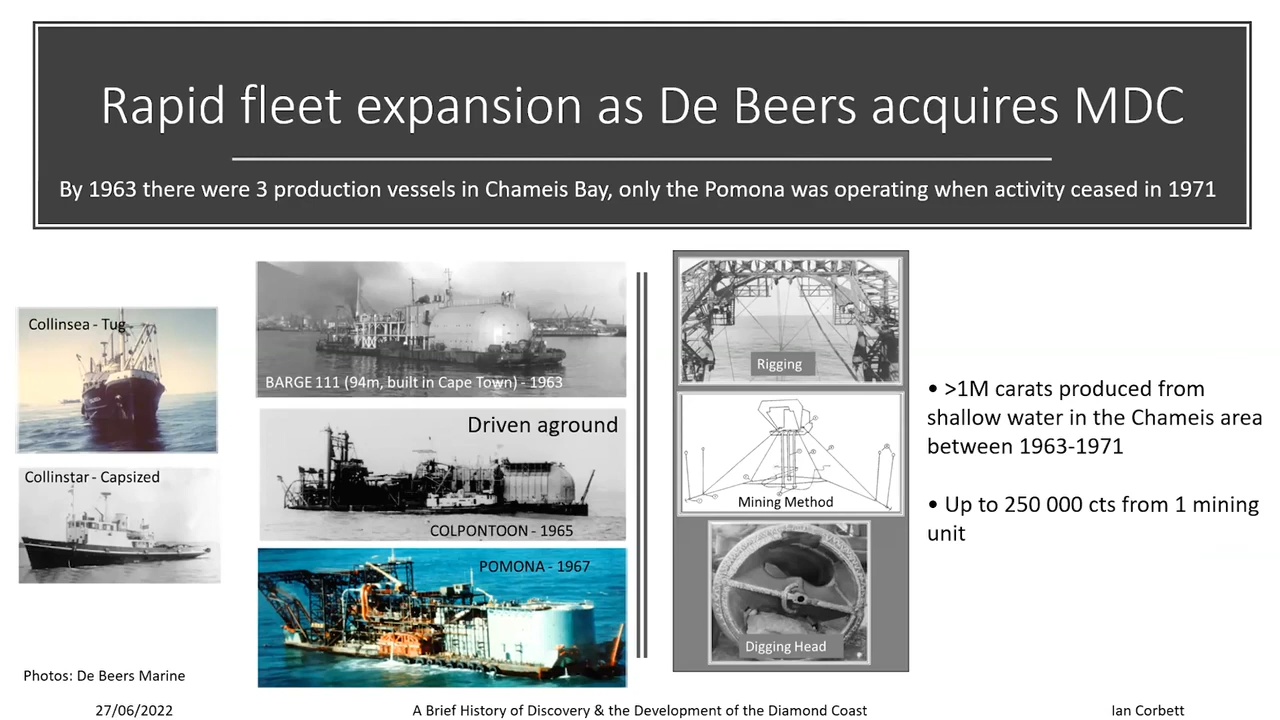 Rapid fleet expansion as De Beers acquires MDC
By 1963 there were 3 production vessels in Chameis Bay, only the Pomona was operating when activity ceased in 1971
Collinsea - Tug
Collinstar - Capsized
BARGE 111 (94m, built in Cape Town) - 1963
Driven aground
COLPONTOON - 1965
POMONA - 1967
Rigging
Mining Method
Digging Head
• >1M carats produced from
shallow water in the Chameis area
between 1963-1971
• Up to 250 000 cts from 1 mining
unit
Photos: De Beers Marine
27/06/2022
A Brief History of Discovery & the Development of the Diamond Coast
Ian Corbett